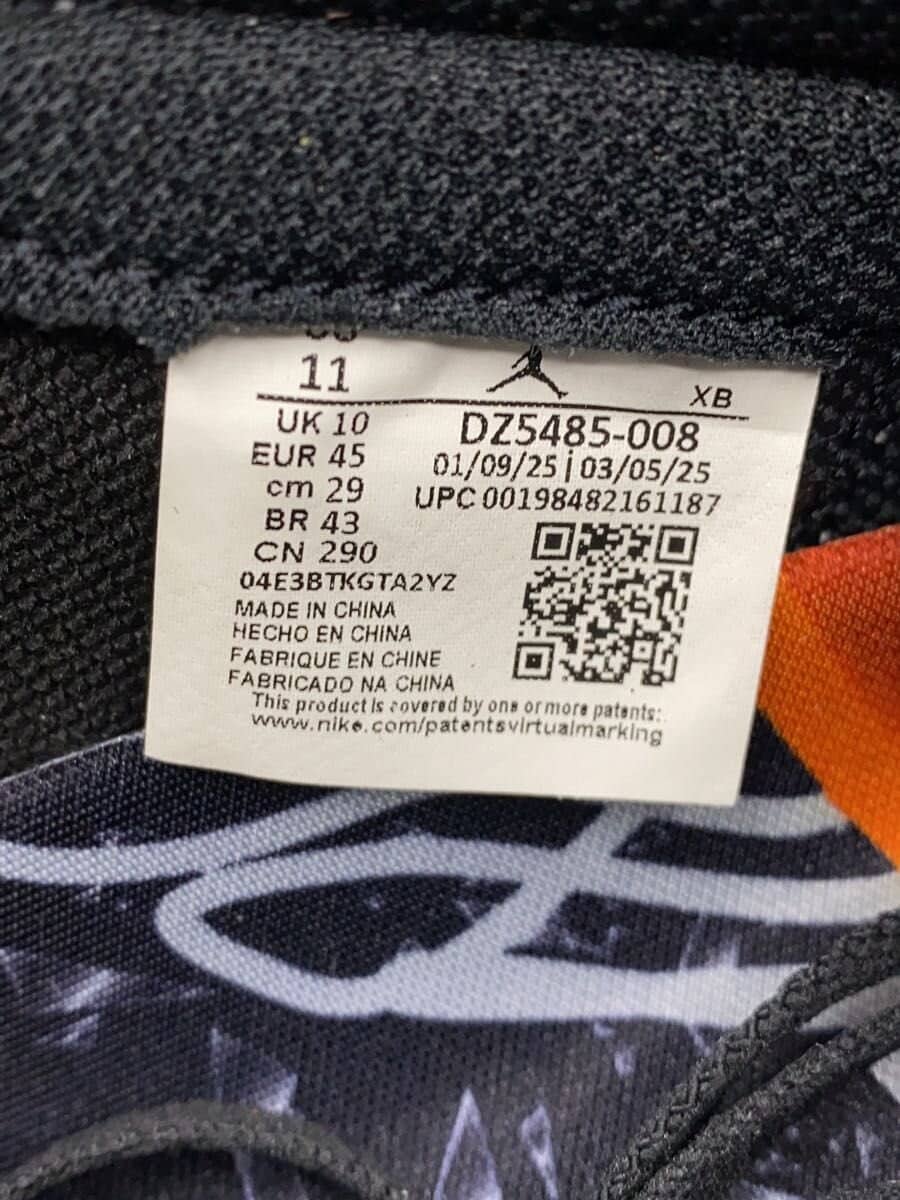 11
XB
UK 10
EUR 45
cm 29
BR 43
CN 290
DZ5485-008
01/09/25 | 03/05/25
UPC 00198482161187
04E3BTKGTA2YZ
MADE IN CHINA
HECHO EN CHINA
FABRIQUE EN CHINE
FABRICADO NA CHINA
This product is covered by one or more patents:
www.nike.com/patentsvirtualmarking